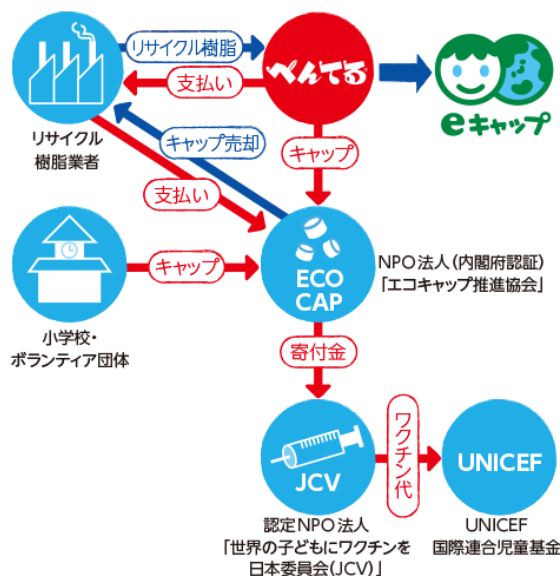 リサイクル樹脂
支払い
ぺんてる
eキャップ
リサイクル
樹脂業者
キャップ売却
支払い
キャップ
小学校・
ボランティア団体
キャップ
ECO
CAP
NPO法人(内閣府認証)
「エコキャップ推進協会」
寄付金
JCV
ワクチン代
UNICEF
認定NPO法人
「世界の子どもにワクチンを
日本委員会(JCV)」
UNICEF
国際連合児童基金